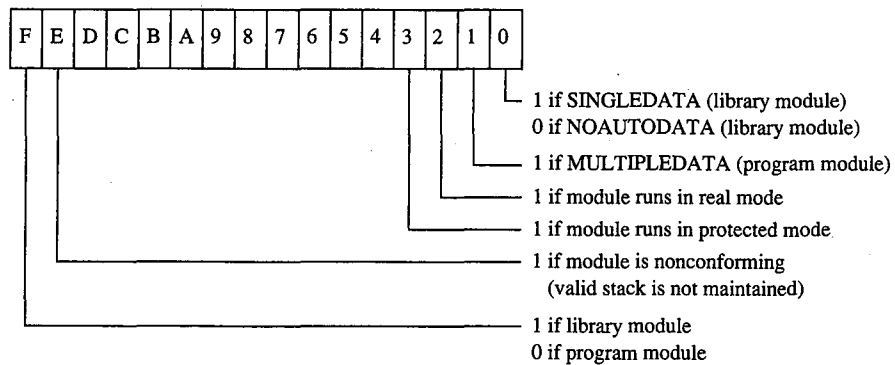 F E D C B A 9 8 7 6 5 4 3 2 1 0
1 if SINGLEDATA (library module)
0 if NOAUTODATA (library module)
1 if MULTIPLEDATA (program module)
1 if module runs in real mode
1 if module runs in protected mode
1 if module is nonconforming
(valid stack is not maintained)
1 if library module
0 if program module